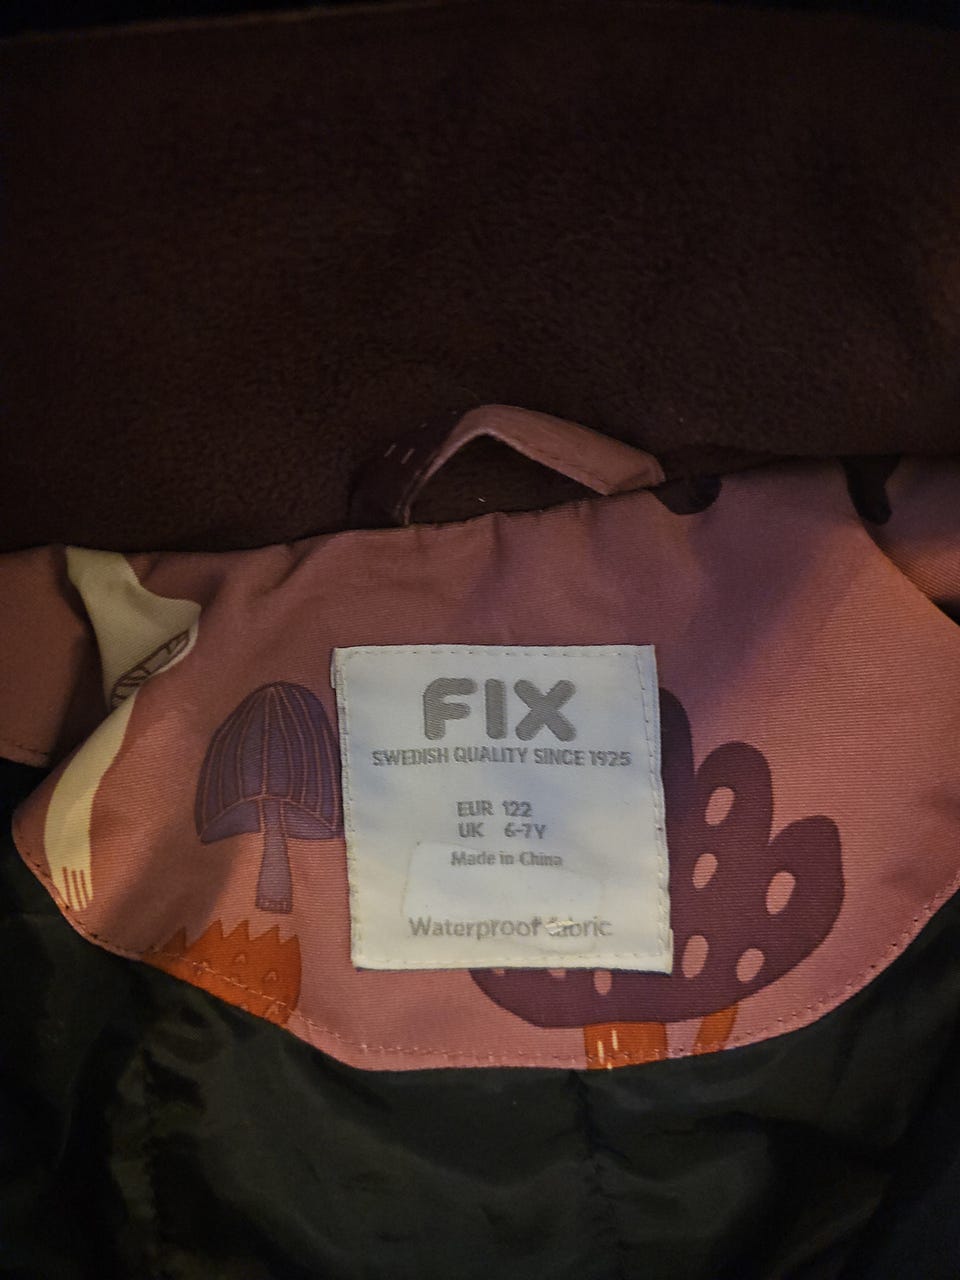 FIX
SWEDISH QUALITY SINCE 1925
EUR 122
UK 6-7Y
Made in China
Waterproof fabric